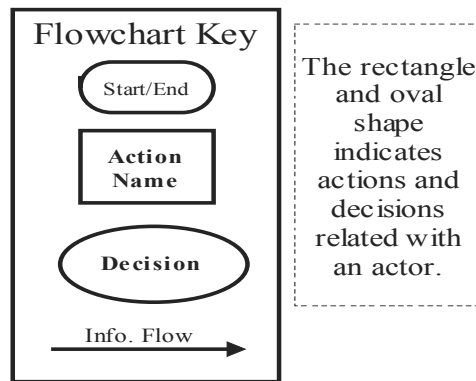 Flowchart Key
Start/End
Action
Name
Decision
Info. Flow
The rectangle
and oval
shape
indicates
actions and
decisions
related with
an actor.